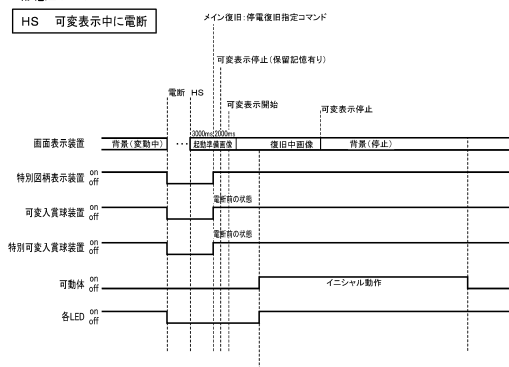 HS 可変表示中に電断
メイン復旧：停電復旧指定コマンド
可変表示停止(保留記憶有り)
電断 HS
可変表示開始
可変表示停止
3000ms 2000ms
画面表示装置 背景(変動中) ・・・ 起動準備画像 復旧中画像 背景(停止)
特別図柄表示装置 on
off
電断前の状態
可変入賞球装置 on
off
電断前の状態
特別可変入賞球装置 on
off
可動体 on
off
イニシャル動作
各LED on
off